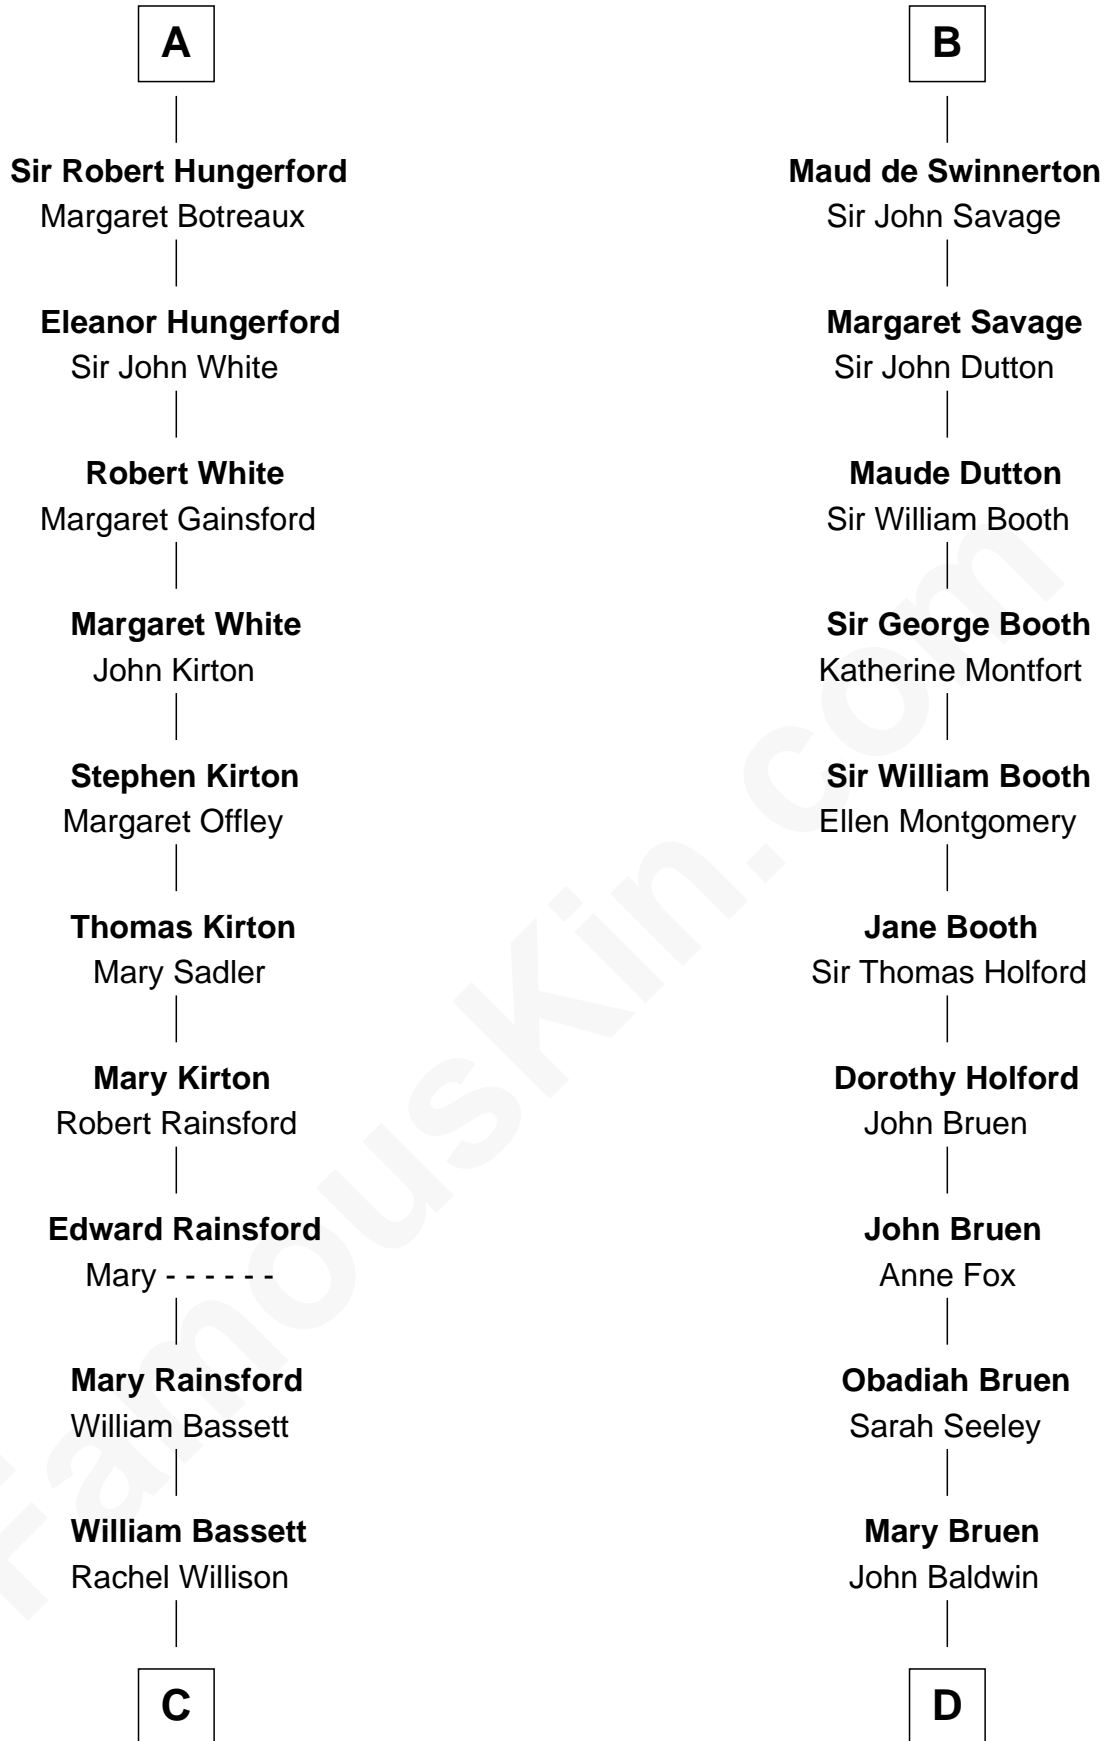 A
Sir Robert Hungerford
Margaret Botreaux
Eleanor Hungerford
Sir John White
Robert White
Margaret Gainsford
Margaret White
John Kirton
Stephen Kirton
Margaret Offley
Thomas Kirton
Mary Sadler
Mary Kirton
Robert Rainsford
Edward Rainsford
Mary - - - - - -
Mary Rainsford
William Bassett
William Bassett
Rachel Willison
C
B
Maud de Swinnerton
Sir John Savage
Margaret Savage
Sir John Dutton
Maude Dutton
Sir William Booth
Sir George Booth
Katherine Montfort
Sir William Booth
Ellen Montgomery
Jane Booth
Sir Thomas Holford
Dorothy Holford
John Bruen
John Bruen
Anne Fox
Obadiah Bruen
Sarah Seeley
Mary Bruen
John Baldwin
D
FamousKin.com